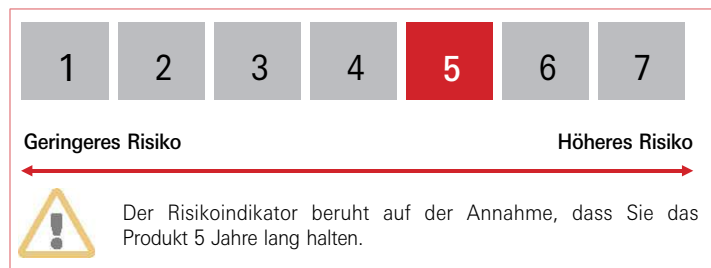 1 2 3 4 5 6 7
Geringeres Risiko Höheres Risiko
Der Risikoindikator beruht auf der Annahme, dass Sie das
Produkt 5 Jahre lang halten.